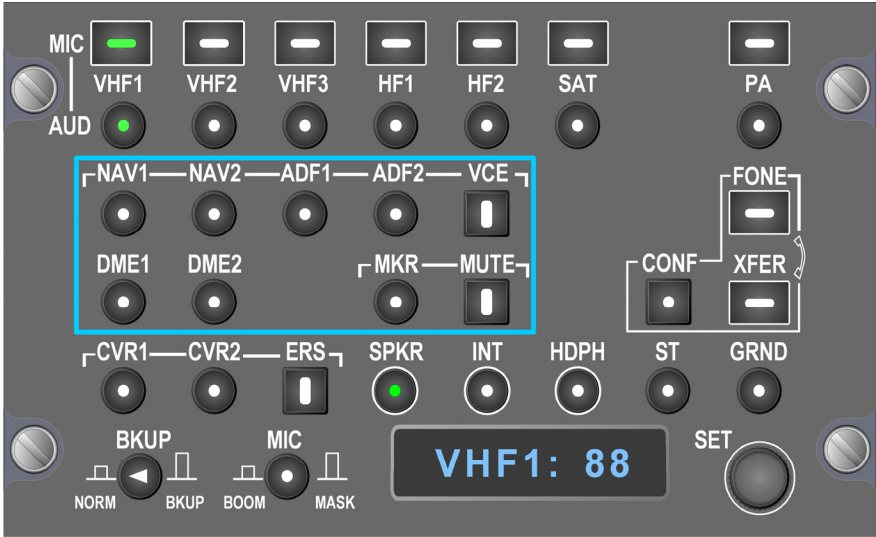 MIC
VHF1 VHF2 VHF3 HF1 HF2 SAT PA
AUD
NAV1 NAV2 ADF1 ADF2 VCE FONE
DME1 DME2 MKR MUTE CONF XFER
CVR1 CVR2 ERS SPKR INT HDPH ST GRND
BKUP MIC SET
VHF1: 88
NORM BKUP BOOM MASK